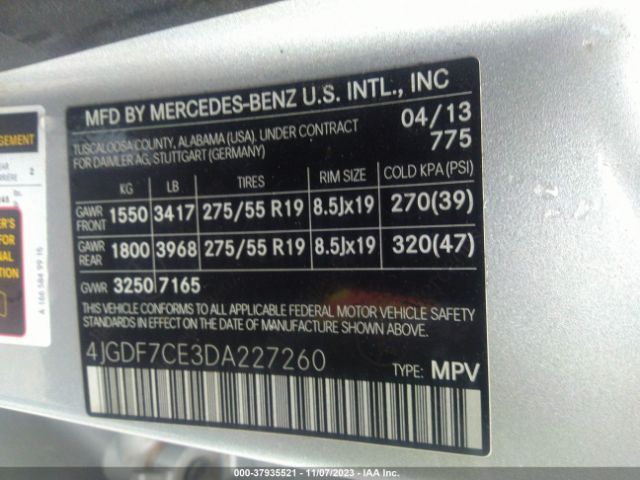 MFD BY MERCEDES-BENZ U.S. INTL., INC
TUSCALOOSA COUNTY, ALABAMA (USA). UNDER CONTRACT
FOR DAIMLER AG, STUTTGART (GERMANY)
04/13
775
KG LB TIRES RIM SIZE COLD KPA (PSI)
GAWR FRONT 1550 3417 275/55 R19 8.5Jx19 270(39)
GAWR REAR 1800 3968 275/55 R19 8.5Jx19 320(47)
GVWR 3250 7165
THIS VEHICLE CONFORMS TO ALL APPLICABLE FEDERAL MOTOR VEHICLE SAFETY
STANDARDS IN EFFECT ON THE DATE OF MANUFACTURE SHOWN ABOVE.
4JGDF7CE3DA227260
TYPE: MPV
A 166 584 99 15
000-37935521 - 11/07/2023 - IAA Inc.